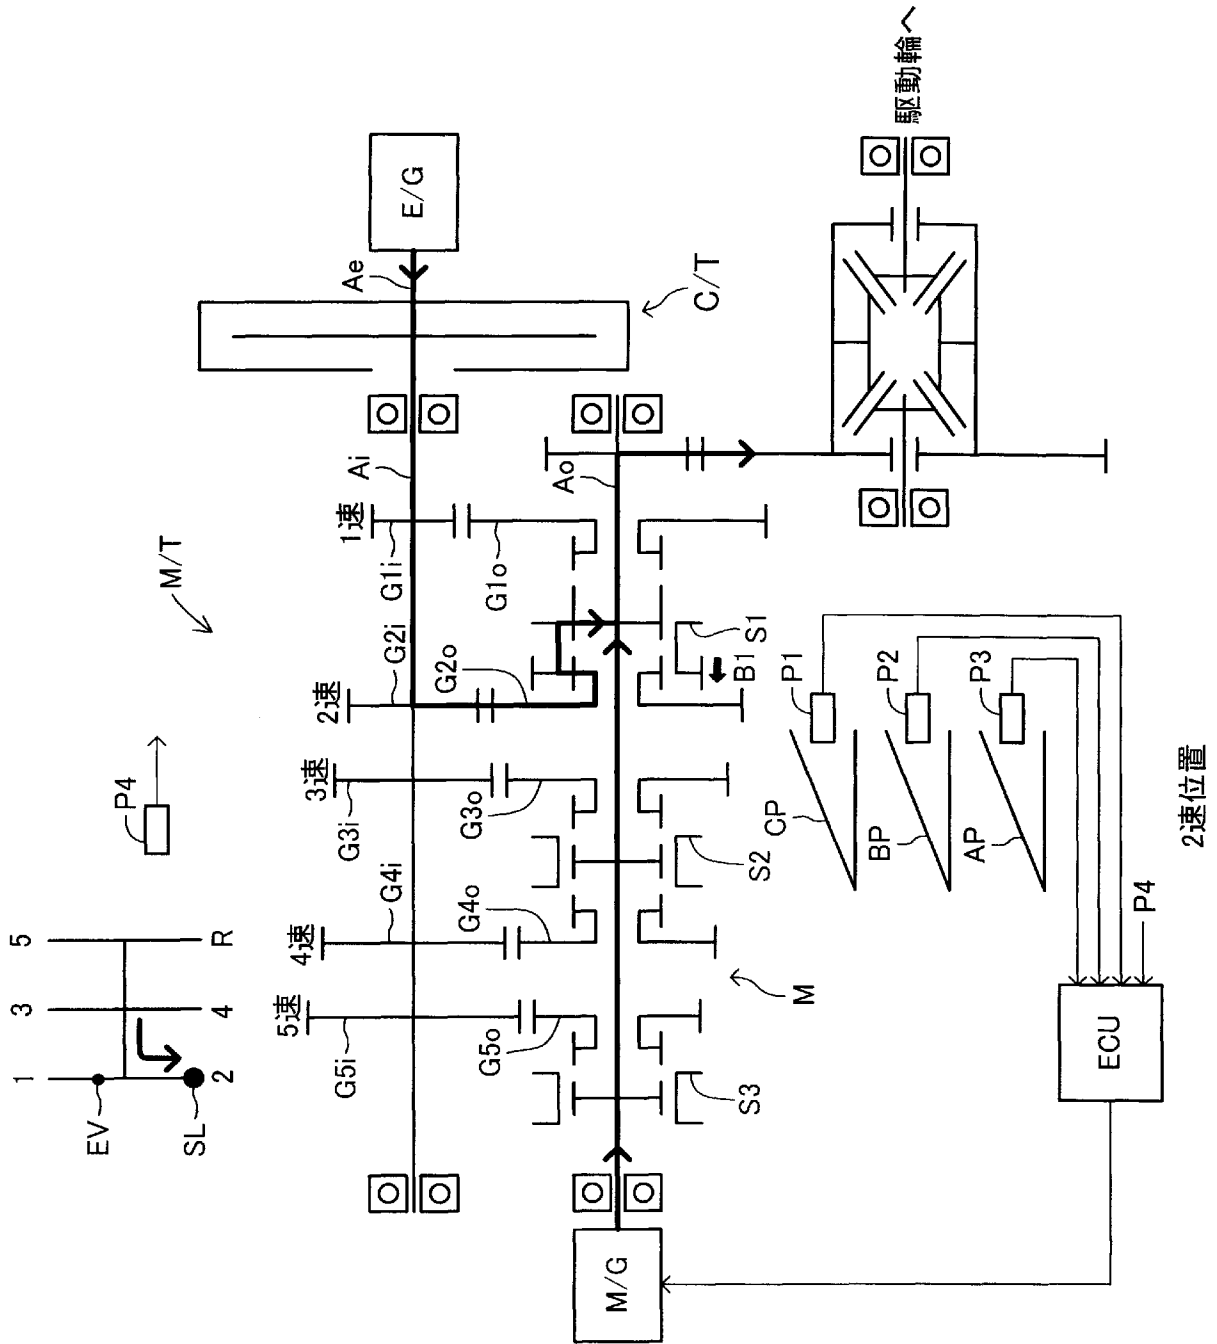 M/T
1
3
5
EV
SL
2
4
R
P4
5速
4速
3速
2速
1速
G5i
G4i
G3i
G2i
G1i
Ai
Ae
E/G
C/T
G5o
G4o
G3o
G2o
G1o
Ao
M/G
S3
S2
S1
B1
M
駆動輪へ
CP
BP
AP
P1
P2
P3
P4
ECU
2速位置